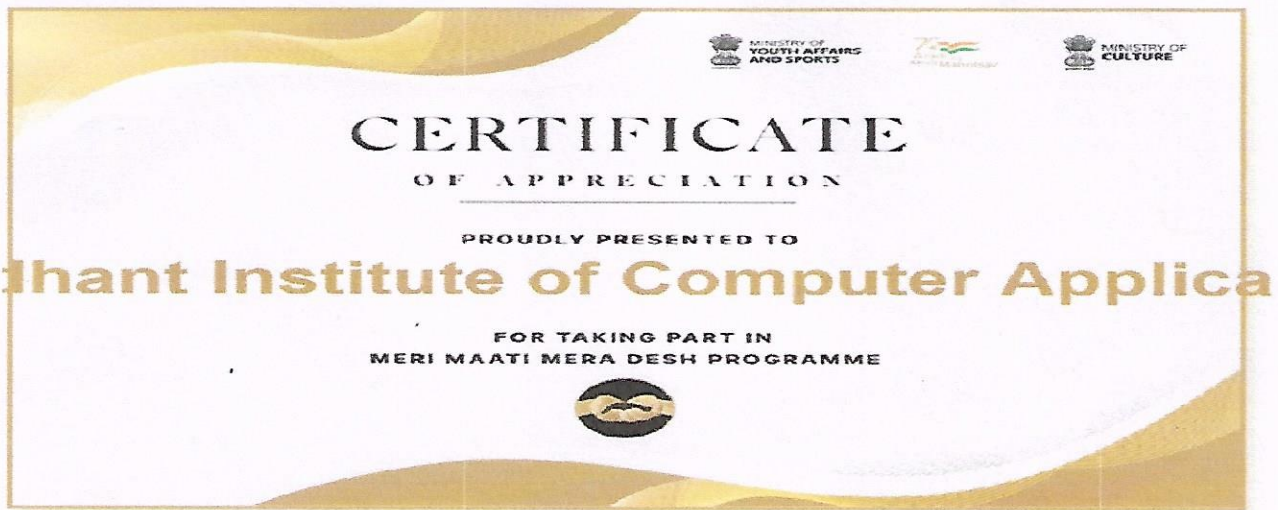 MINISTRY OF
YOUTH AFFAIRS
AND SPORTS
MINISTRY OF
CULTURE
CERTIFICATE
OF APPRECIATION
PROUDLY PRESENTED TO
dhant Institute of Computer Applica
FOR TAKING PART IN
MERI MAATI MERA DESH PROGRAMME